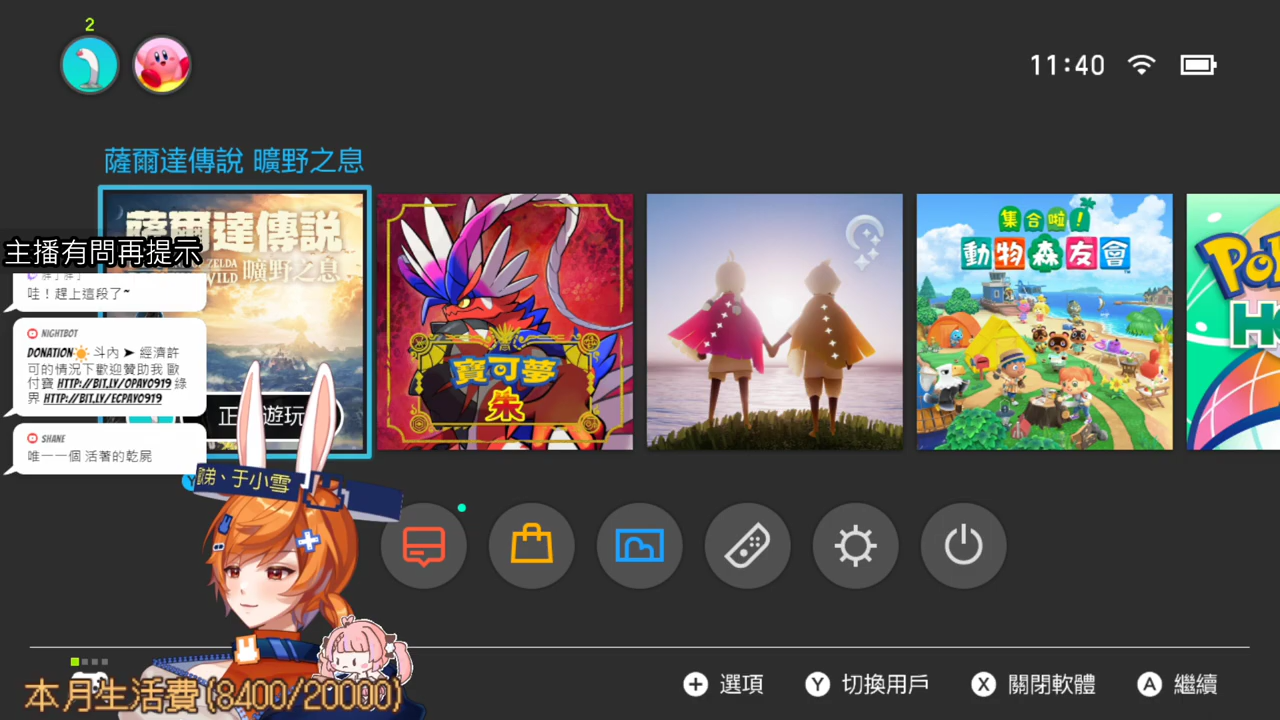 2
11:40
薩爾達傳說 曠野之息
薩爾達傳說
ZELDA
WILD 曠野之息
集合啦!
動物森友會
寶可夢
朱
主播有問再提示
哇!趕上這段了~
NIGHTBOT
DONATION☀️ 斗內 ➤ 經濟許
可的情況下歡迎贊助我 歐
付寶 HTTP://BIT.LY/OPAY0919 綠
界 HTTP://BIT.LY/ECPAY0919
SHANE
唯一一個 活著的乾屍
、于小雪
本月生活費(8400/20000)
+ 選項
Y 切換用戶
X 關閉軟體
A 繼續